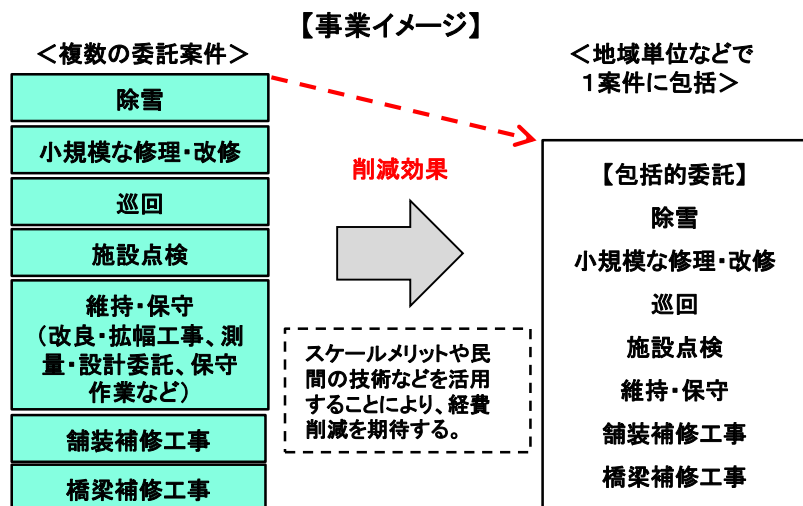 【事業イメージ】
＜複数の委託案件＞
除雪
小規模な修理・改修
巡回
施設点検
維持・保守
（改良・拡幅工事、測
量・設計委託、保守
作業など）
舗装補修工事
橋梁補修工事
削減効果
スケールメリットや民
間の技術などを活用
することにより、経費
削減を期待する。
＜地域単位などで
１案件に包括＞
【包括的委託】
除雪
小規模な修理・改修
巡回
施設点検
維持・保守
舗装補修工事
橋梁補修工事